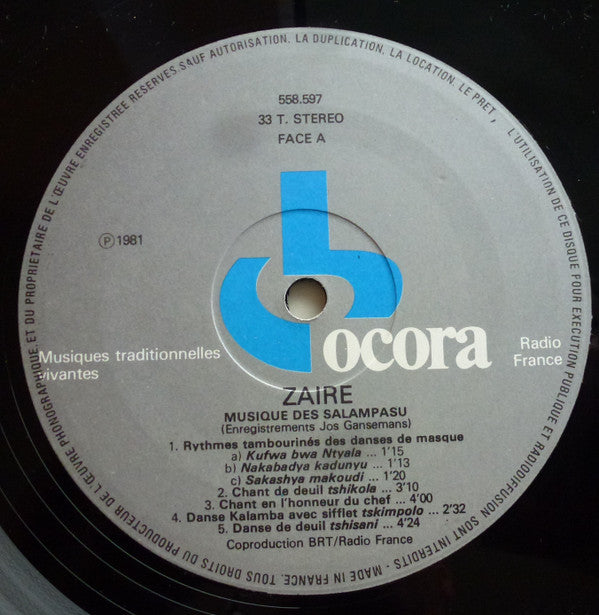 558.597
33 T. STEREO
FACE A
℗ 1981
Musiques traditionnelles
vivantes
ocora
Radio
France
ZAIRE
MUSIQUE DES SALAMPASU
(Enregistrements Jos Gansemans)
1. Rythmes tambourinés des danses de masque
a) Kufwa bwa Ntyala ... 1'15
b) Nakabadya kadunyu ... 1'13
c) Sakashya makoudi ... 1'20
2. Chant de deuil tshikola ... 3'10
3. Chant en l'honneur du chef ... 4'00
4. Danse Kalamba avec sifflet tskimpolo ... 2'32
5. Danse de deuil tshisani ... 4'24
Coproduction BRT/Radio France
MADE IN FRANCE. TOUS DROITS DU PRODUCTEUR DE L'ŒUVRE PHONOGRAPHIQUE ET DU PROPRIETAIRE DE L'ŒUVRE ENREGISTREE RESERVES.SAUF AUTORISATION, LA DUPLICATION, LA LOCATION, LE PRET, L'UTILISATION DE CE DISQUE POUR EXECUTION PUBLIQUE ET RADIODIFFUSION SONT INTERDITS -